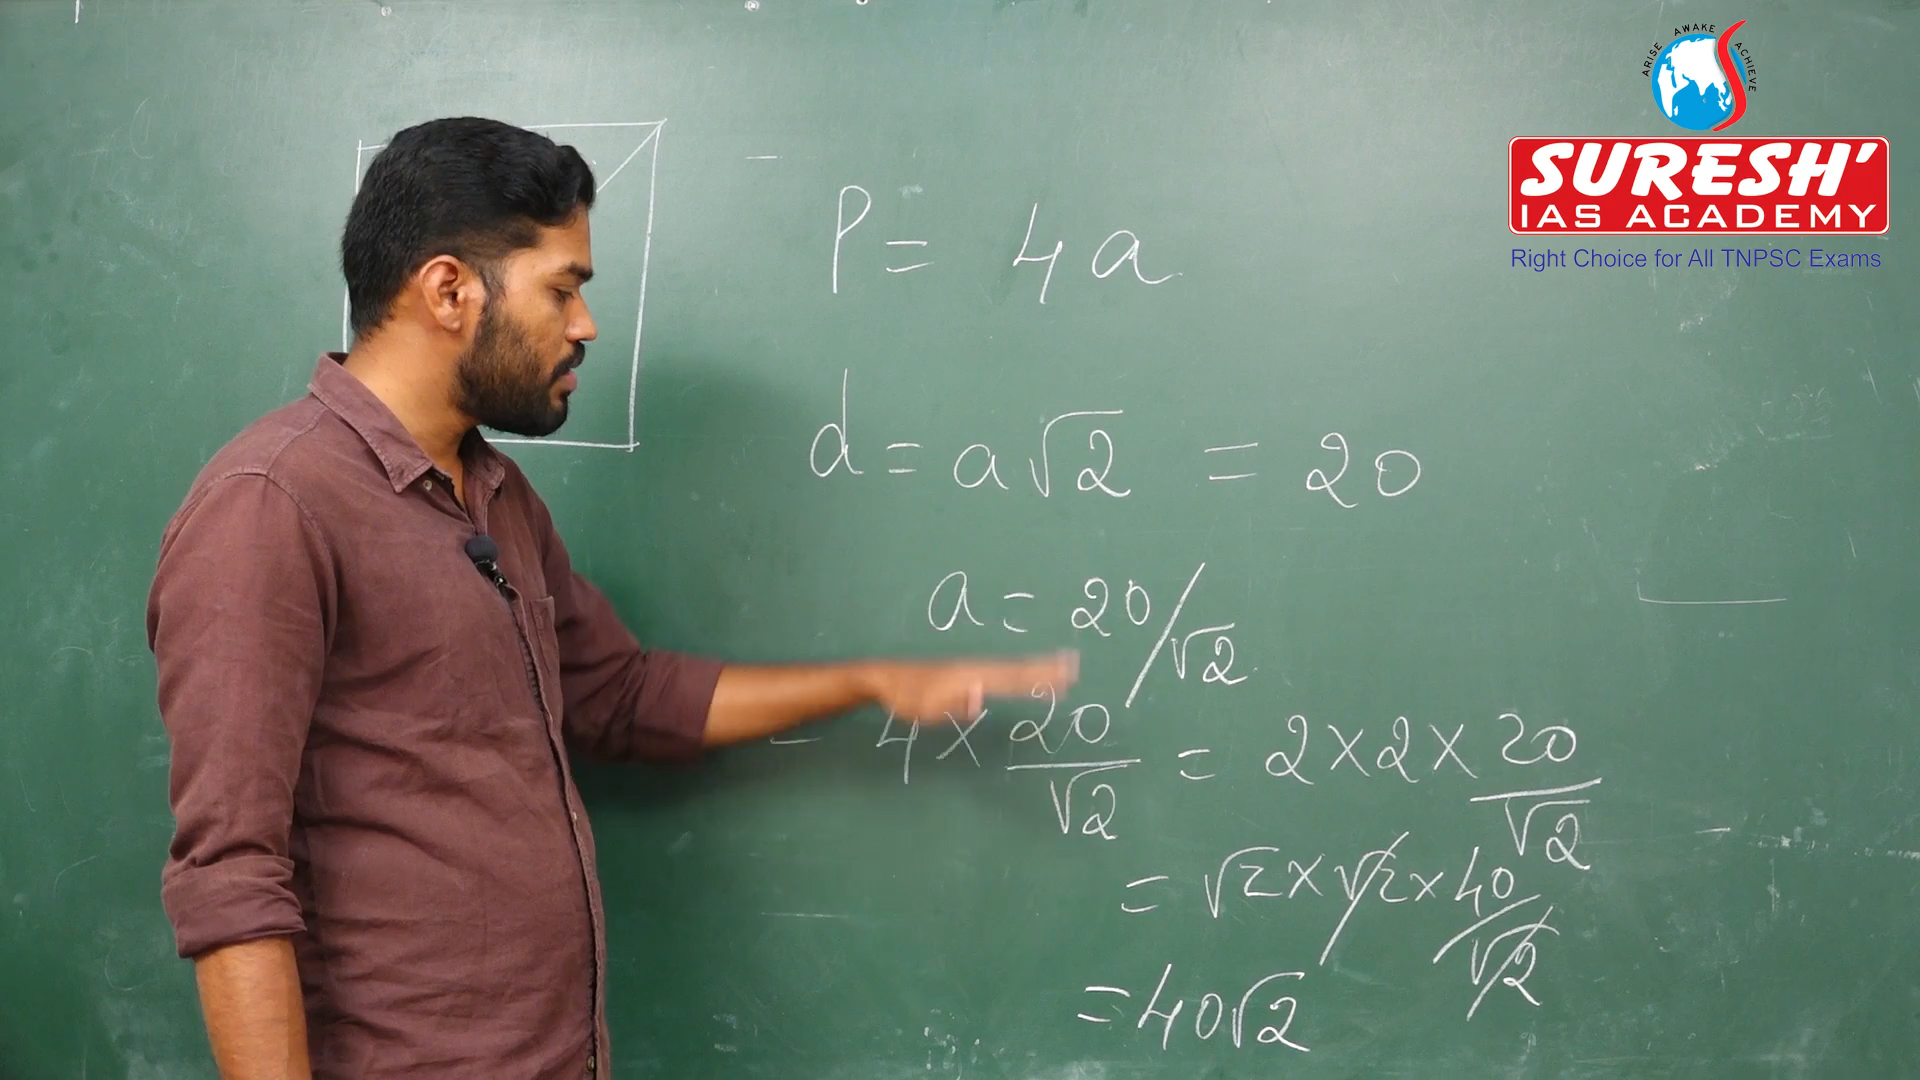 ARISE AWAKE ACHIEVE
SURESH'
IAS ACADEMY
Right Choice for All TNPSC Exams
P = 4a
d = a√2 = 20
a = 20/√2
= 4 × 20/√2 = 2 × 2 × 20/√2
= √2 × √2 × 40/√2
= 40√2